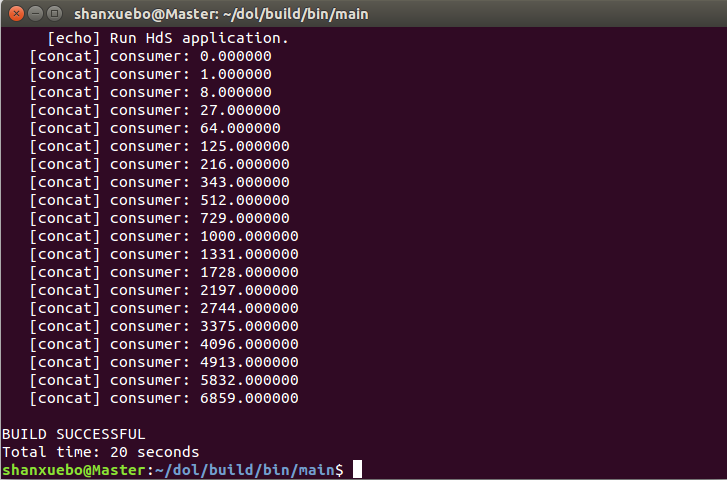 shanxuebo@Master: ~/dol/build/bin/main
[echo] Run HdS application.
[concat] consumer: 0.000000
[concat] consumer: 1.000000
[concat] consumer: 8.000000
[concat] consumer: 27.000000
[concat] consumer: 64.000000
[concat] consumer: 125.000000
[concat] consumer: 216.000000
[concat] consumer: 343.000000
[concat] consumer: 512.000000
[concat] consumer: 729.000000
[concat] consumer: 1000.000000
[concat] consumer: 1331.000000
[concat] consumer: 1728.000000
[concat] consumer: 2197.000000
[concat] consumer: 2744.000000
[concat] consumer: 3375.000000
[concat] consumer: 4096.000000
[concat] consumer: 4913.000000
[concat] consumer: 5832.000000
[concat] consumer: 6859.000000
BUILD SUCCESSFUL
Total time: 20 seconds
shanxuebo@Master:~/dol/build/bin/main$